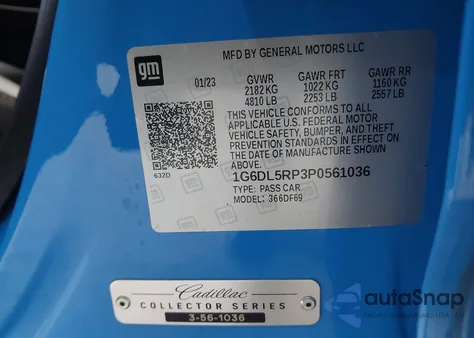 gm
MFD BY GENERAL MOTORS LLC
01/23 GVWR GAWR FRT GAWR RR
2182 KG 1022 KG 1160 KG
4810 LB 2253 LB 2557 LB
THIS VEHICLE CONFORMS TO ALL
APPLICABLE U.S. FEDERAL MOTOR
VEHICLE SAFETY, BUMPER, AND THEFT
PREVENTION STANDARDS IN EFFECT ON
THE DATE OF MANUFACTURE SHOWN
ABOVE.
632D
1G6DL5RP3P0561036
TYPE: PASS CAR
MODEL: 366DF69
Cadillac
COLLECTOR SERIES
3-56-1036
autoSnap